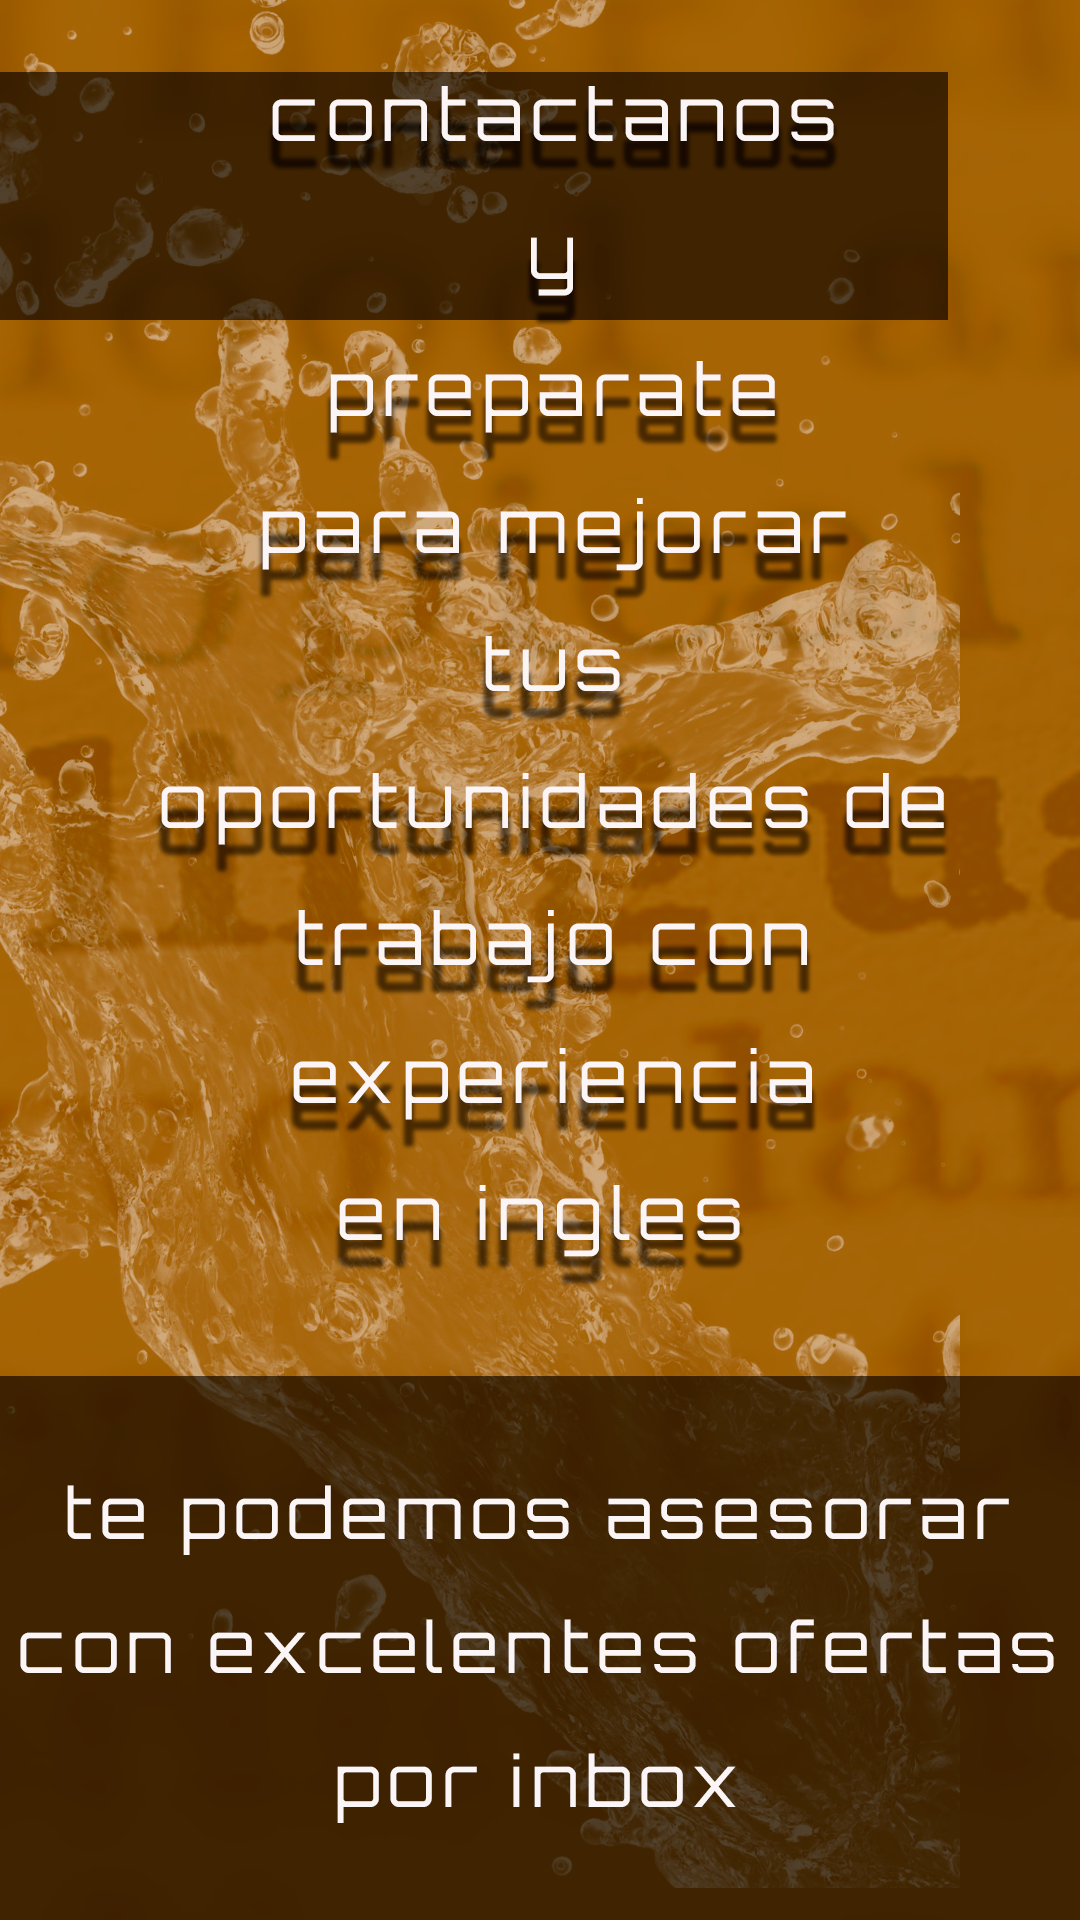 contactanos
y
preparate
para mejorar
tus
oportunidades de
trabajo con
experiencia
en ingles
te podemos asesorar
con excelentes ofertas
por inbox